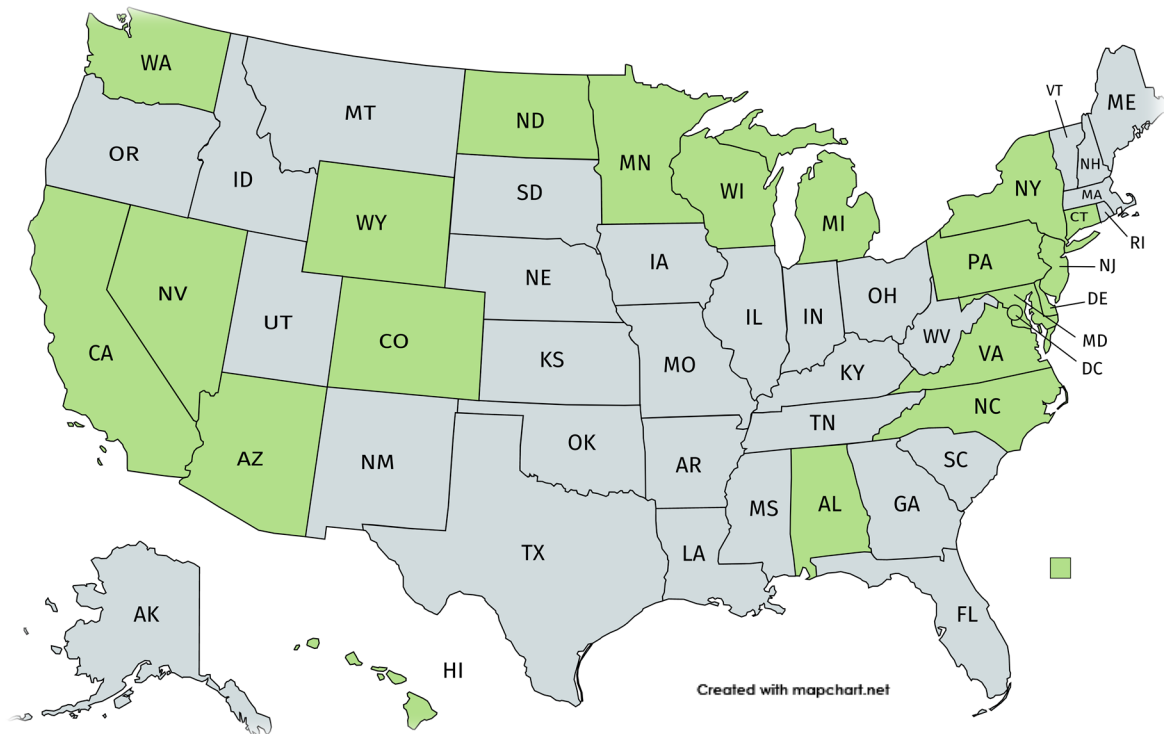 WA
MT
ND
MN
VT
ME
OR
ID
SD
WI
MI
NY
NH
MA
CT
RI
WY
NE
IA
PA
NJ
NV
UT
CO
IL
IN
OH
DE
CA
KS
MO
WV
VA
MD
DC
KY
NC
AZ
NM
OK
AR
TN
SC
TX
LA
MS
AL
GA
AK
HI
FL
Created with mapchart.net